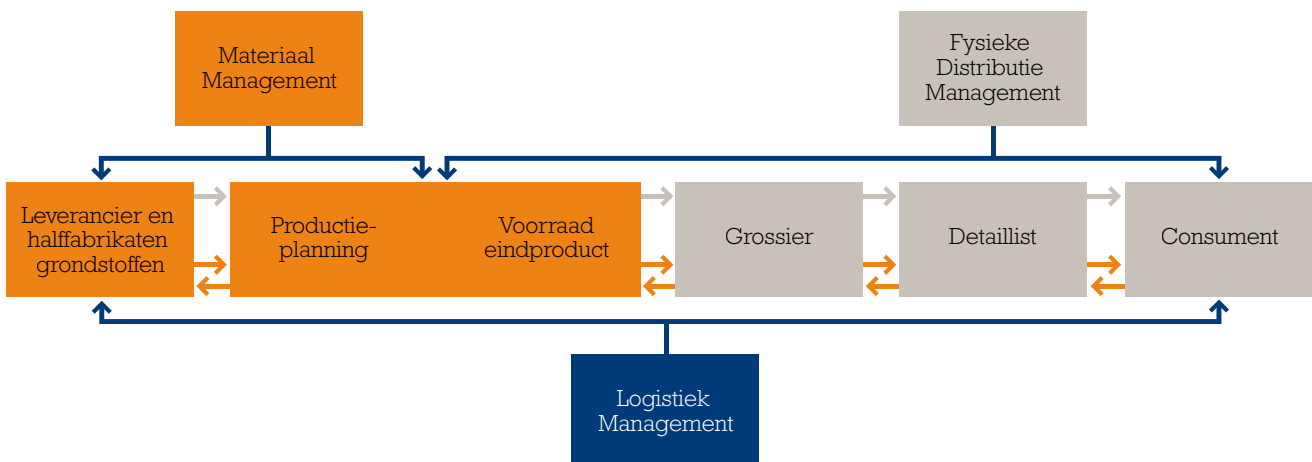 Materiaal
Management
Fysieke
Distributie
Management
Leverancier en
halffabrikaten
grondstoffen
Productie-
planning
Voorraad
eindproduct
Grossier
Detaillist
Consument
Logistiek
Management